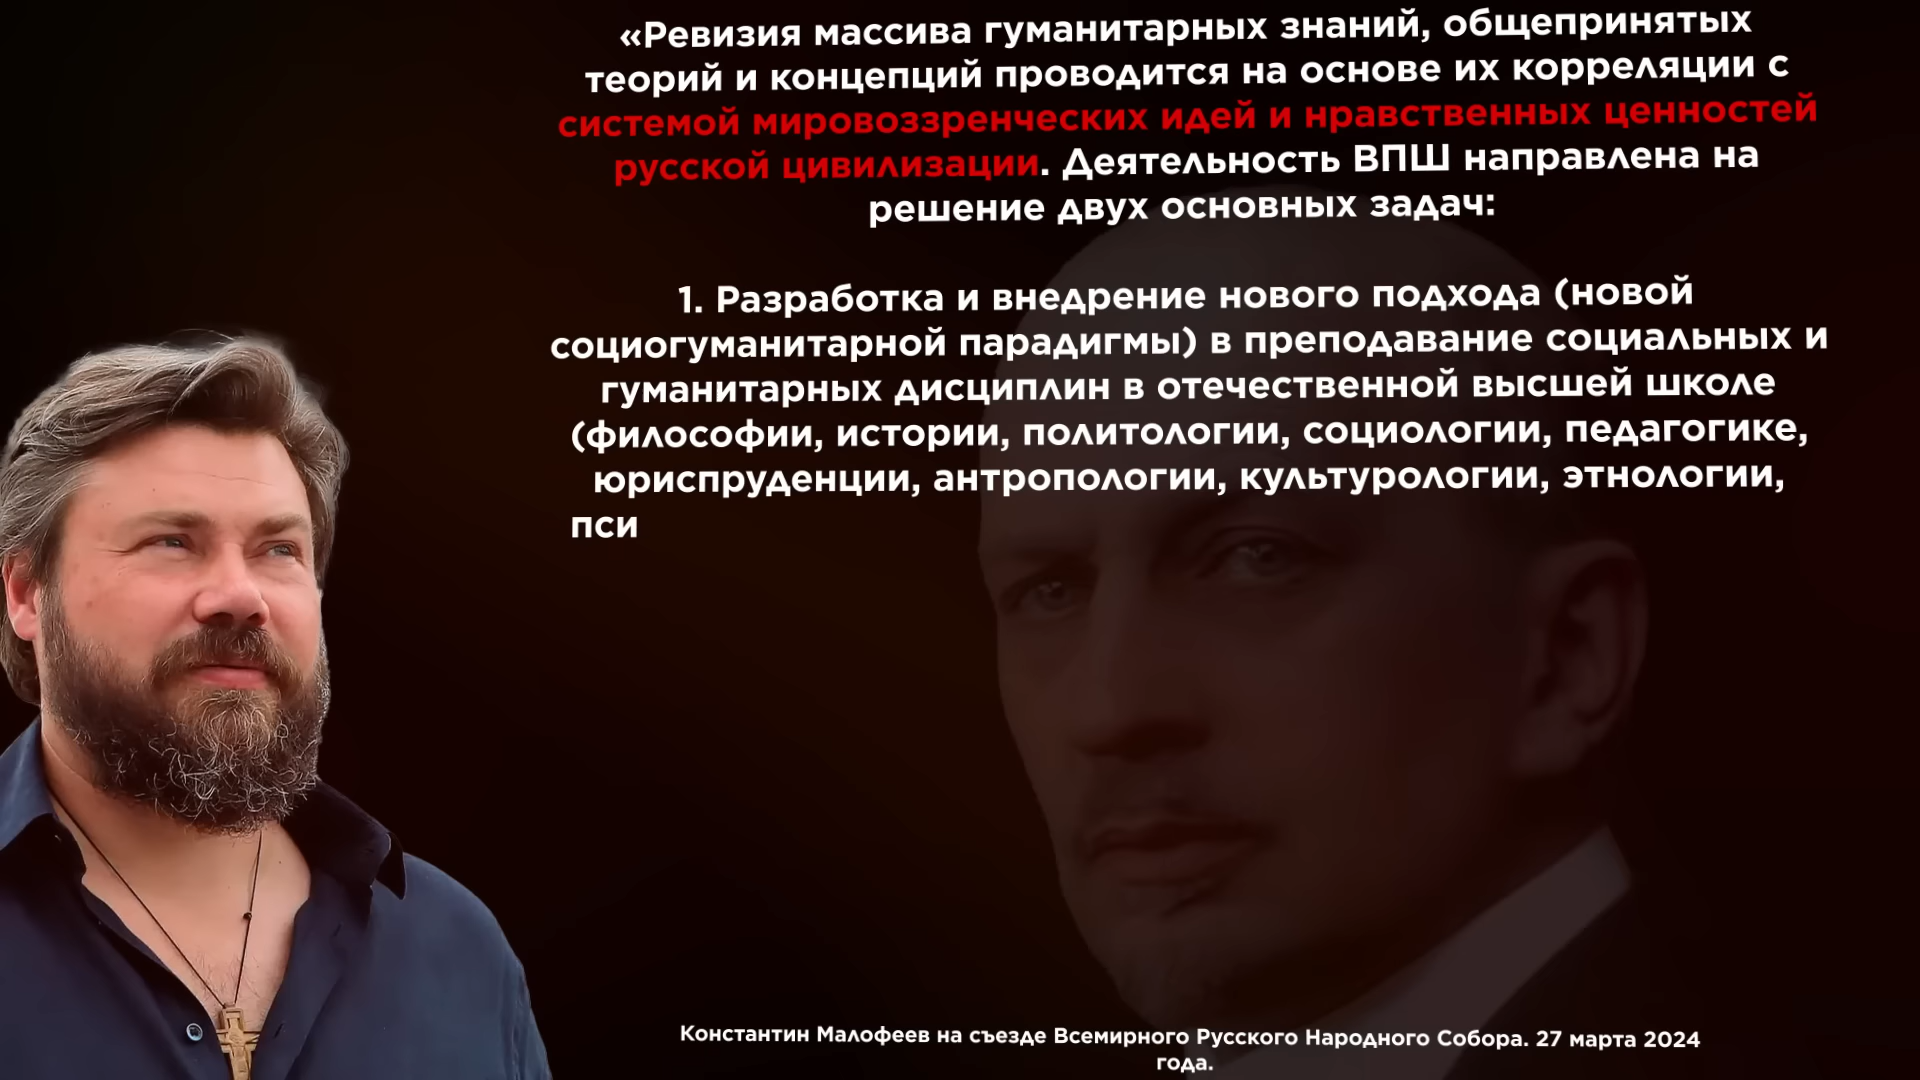 «Ревизия массива гуманитарных знаний, общепринятых
теорий и концепций проводится на основе их корреляции с
системой мировоззренческих идей и нравственных ценностей
русской цивилизации. Деятельность ВПШ направлена на
решение двух основных задач:
1. Разработка и внедрение нового подхода (новой
социогуманитарной парадигмы) в преподавание социальных и
гуманитарных дисциплин в отечественной высшей школе
(философии, истории, политологии, социологии, педагогике,
юриспруденции, антропологии, культурологии, этнологии,
пси
Константин Малофеев на съезде Всемирного Русского Народного Собора. 27 марта 2024
года.